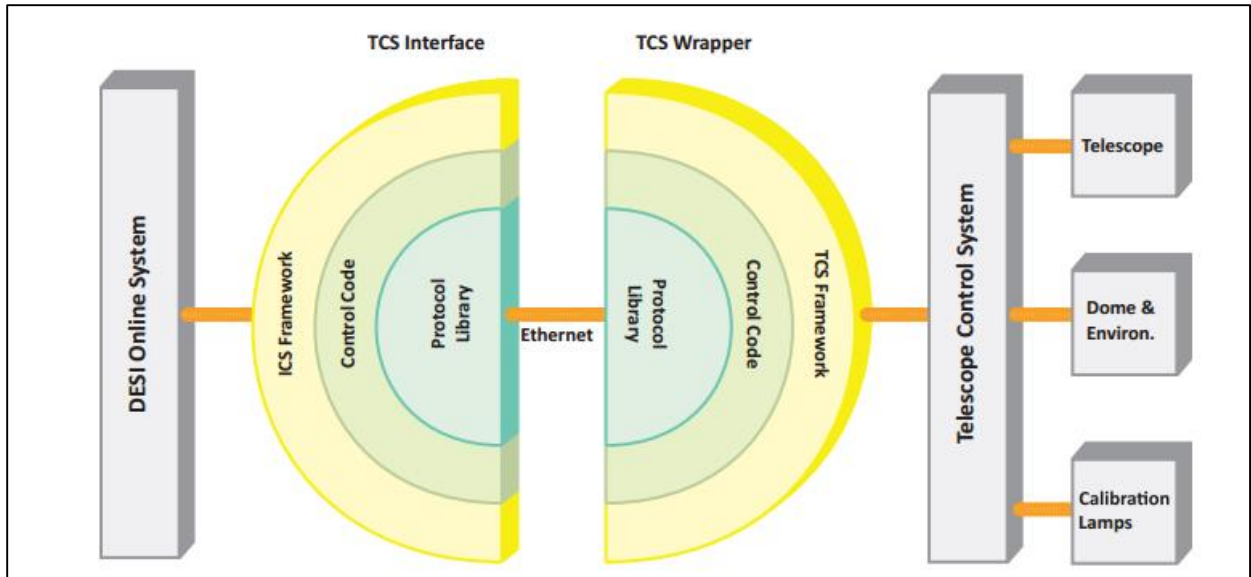 TCS Interface
TCS Wrapper
DESI Online System
ICS Framework
Control Code
Protocol
Library
Ethernet
Protocol
Library
Control Code
TCS Framework
Telescope Control System
Telescope
Dome &
Environ.
Calibration
Lamps